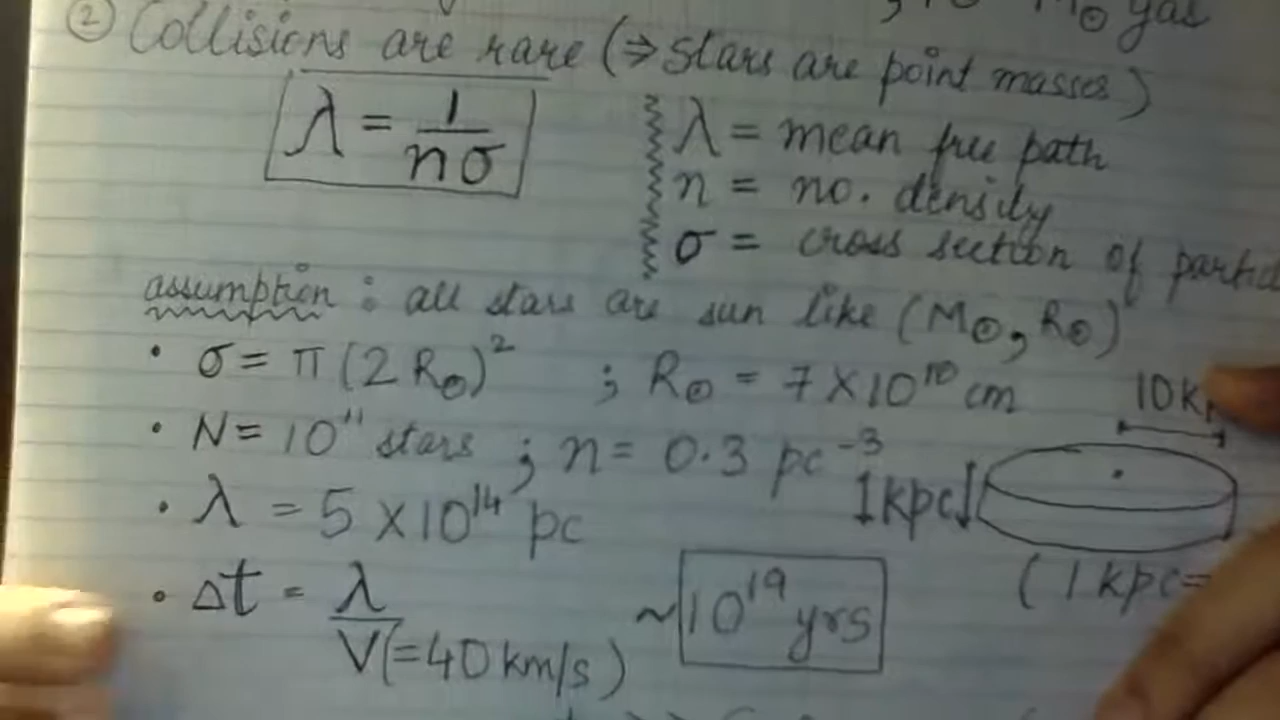 M⊙ gas
② Collisions are rare (⇒ stars are point masses)
λ = 1/nσ
λ = mean free path
n = no. density
σ = cross section of
assumption : all stars are sun like (M⊙, R⊙)
• σ = π (2 R⊙)² ; R⊙ = 7 X 10¹⁰ cm
10k
• N = 10¹¹ stars ; n = 0.3 pc⁻³
1kpc
• λ = 5 X 10¹⁴ pc
(1 kpc=
• Δt = λ/V(=40 km/s) ~ 10¹⁹ yrs